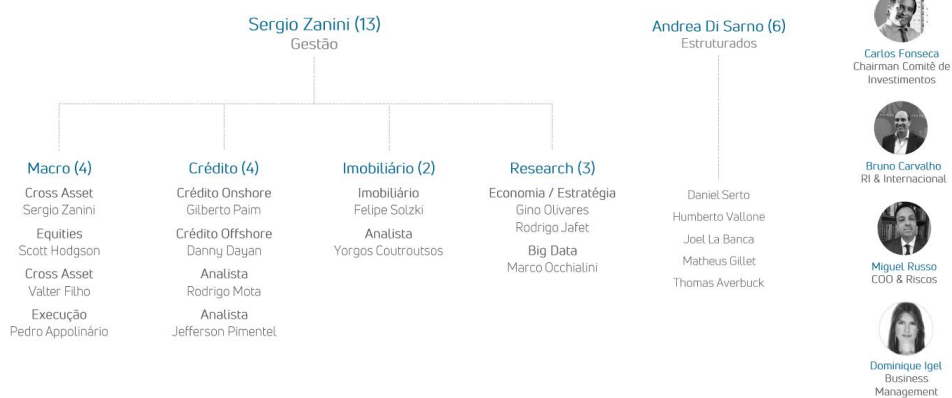 Sergio Zanini (13)
Gestão
Andrea Di Sarno (6)
Estruturados
Macro (4)
Cross Asset
Sergio Zanini
Equities
Scott Hodgson
Cross Asset
Valter Filho
Execução
Pedro Appolinário
Crédito (4)
Crédito Onshore
Gilberto Paim
Crédito Offshore
Danny Dayan
Analista
Rodrigo Mota
Analista
Jefferson Pimentel
Imobiliário (2)
Imobiliário
Felipe Solzki
Analista
Yorgos Coutroutsos
Research (3)
Economia / Estratégia
Gino Olivares
Rodrigo Jafet
Big Data
Marco Occhialini
Daniel Serto
Humberto Vallone
Joel La Banca
Matheus Gillet
Thomas Averbuck
Carlos Fonseca
Chairman Comitê de
Investimentos
Bruno Carvalho
RI & Internacional
Miguel Russo
COO & Riscos
Dominique Igel
Business
Management